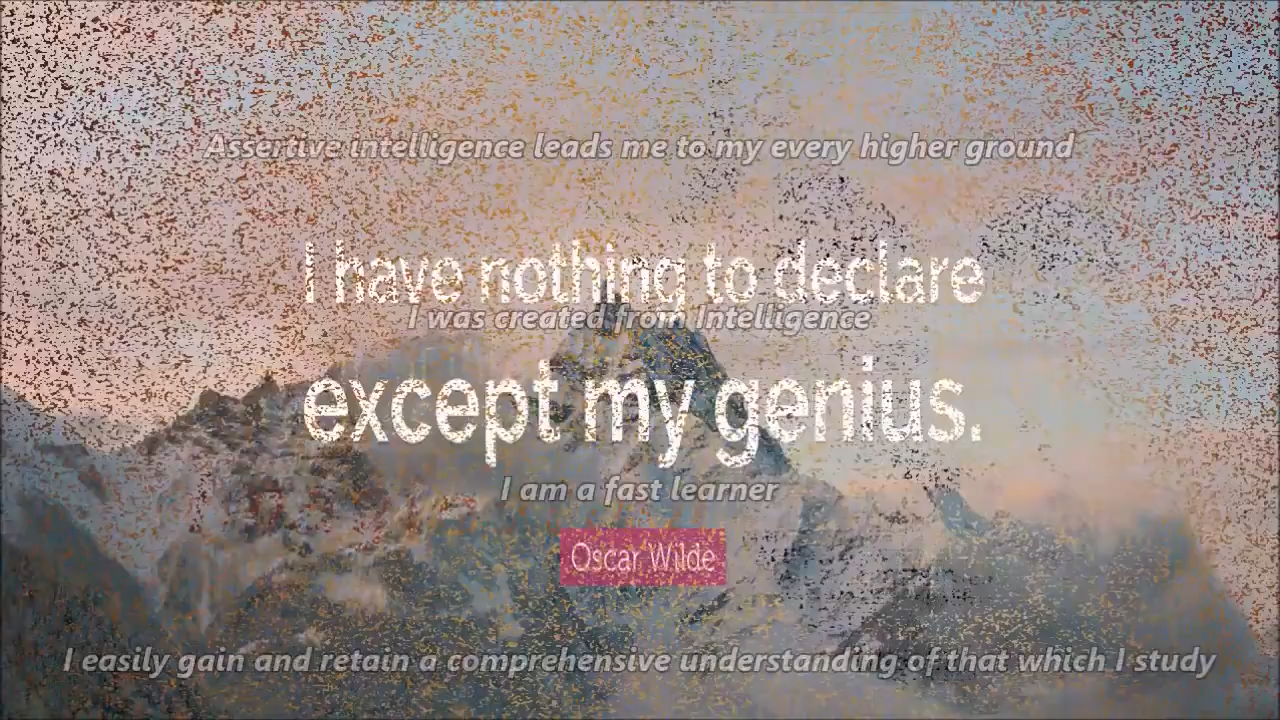 Assertive intelligence leads me to my every higher ground
I have nothing to declare
I was created from Intelligence
except my genius.
I am a fast learner
Oscar Wilde
I easily gain and retain a comprehensive understanding of that which I study